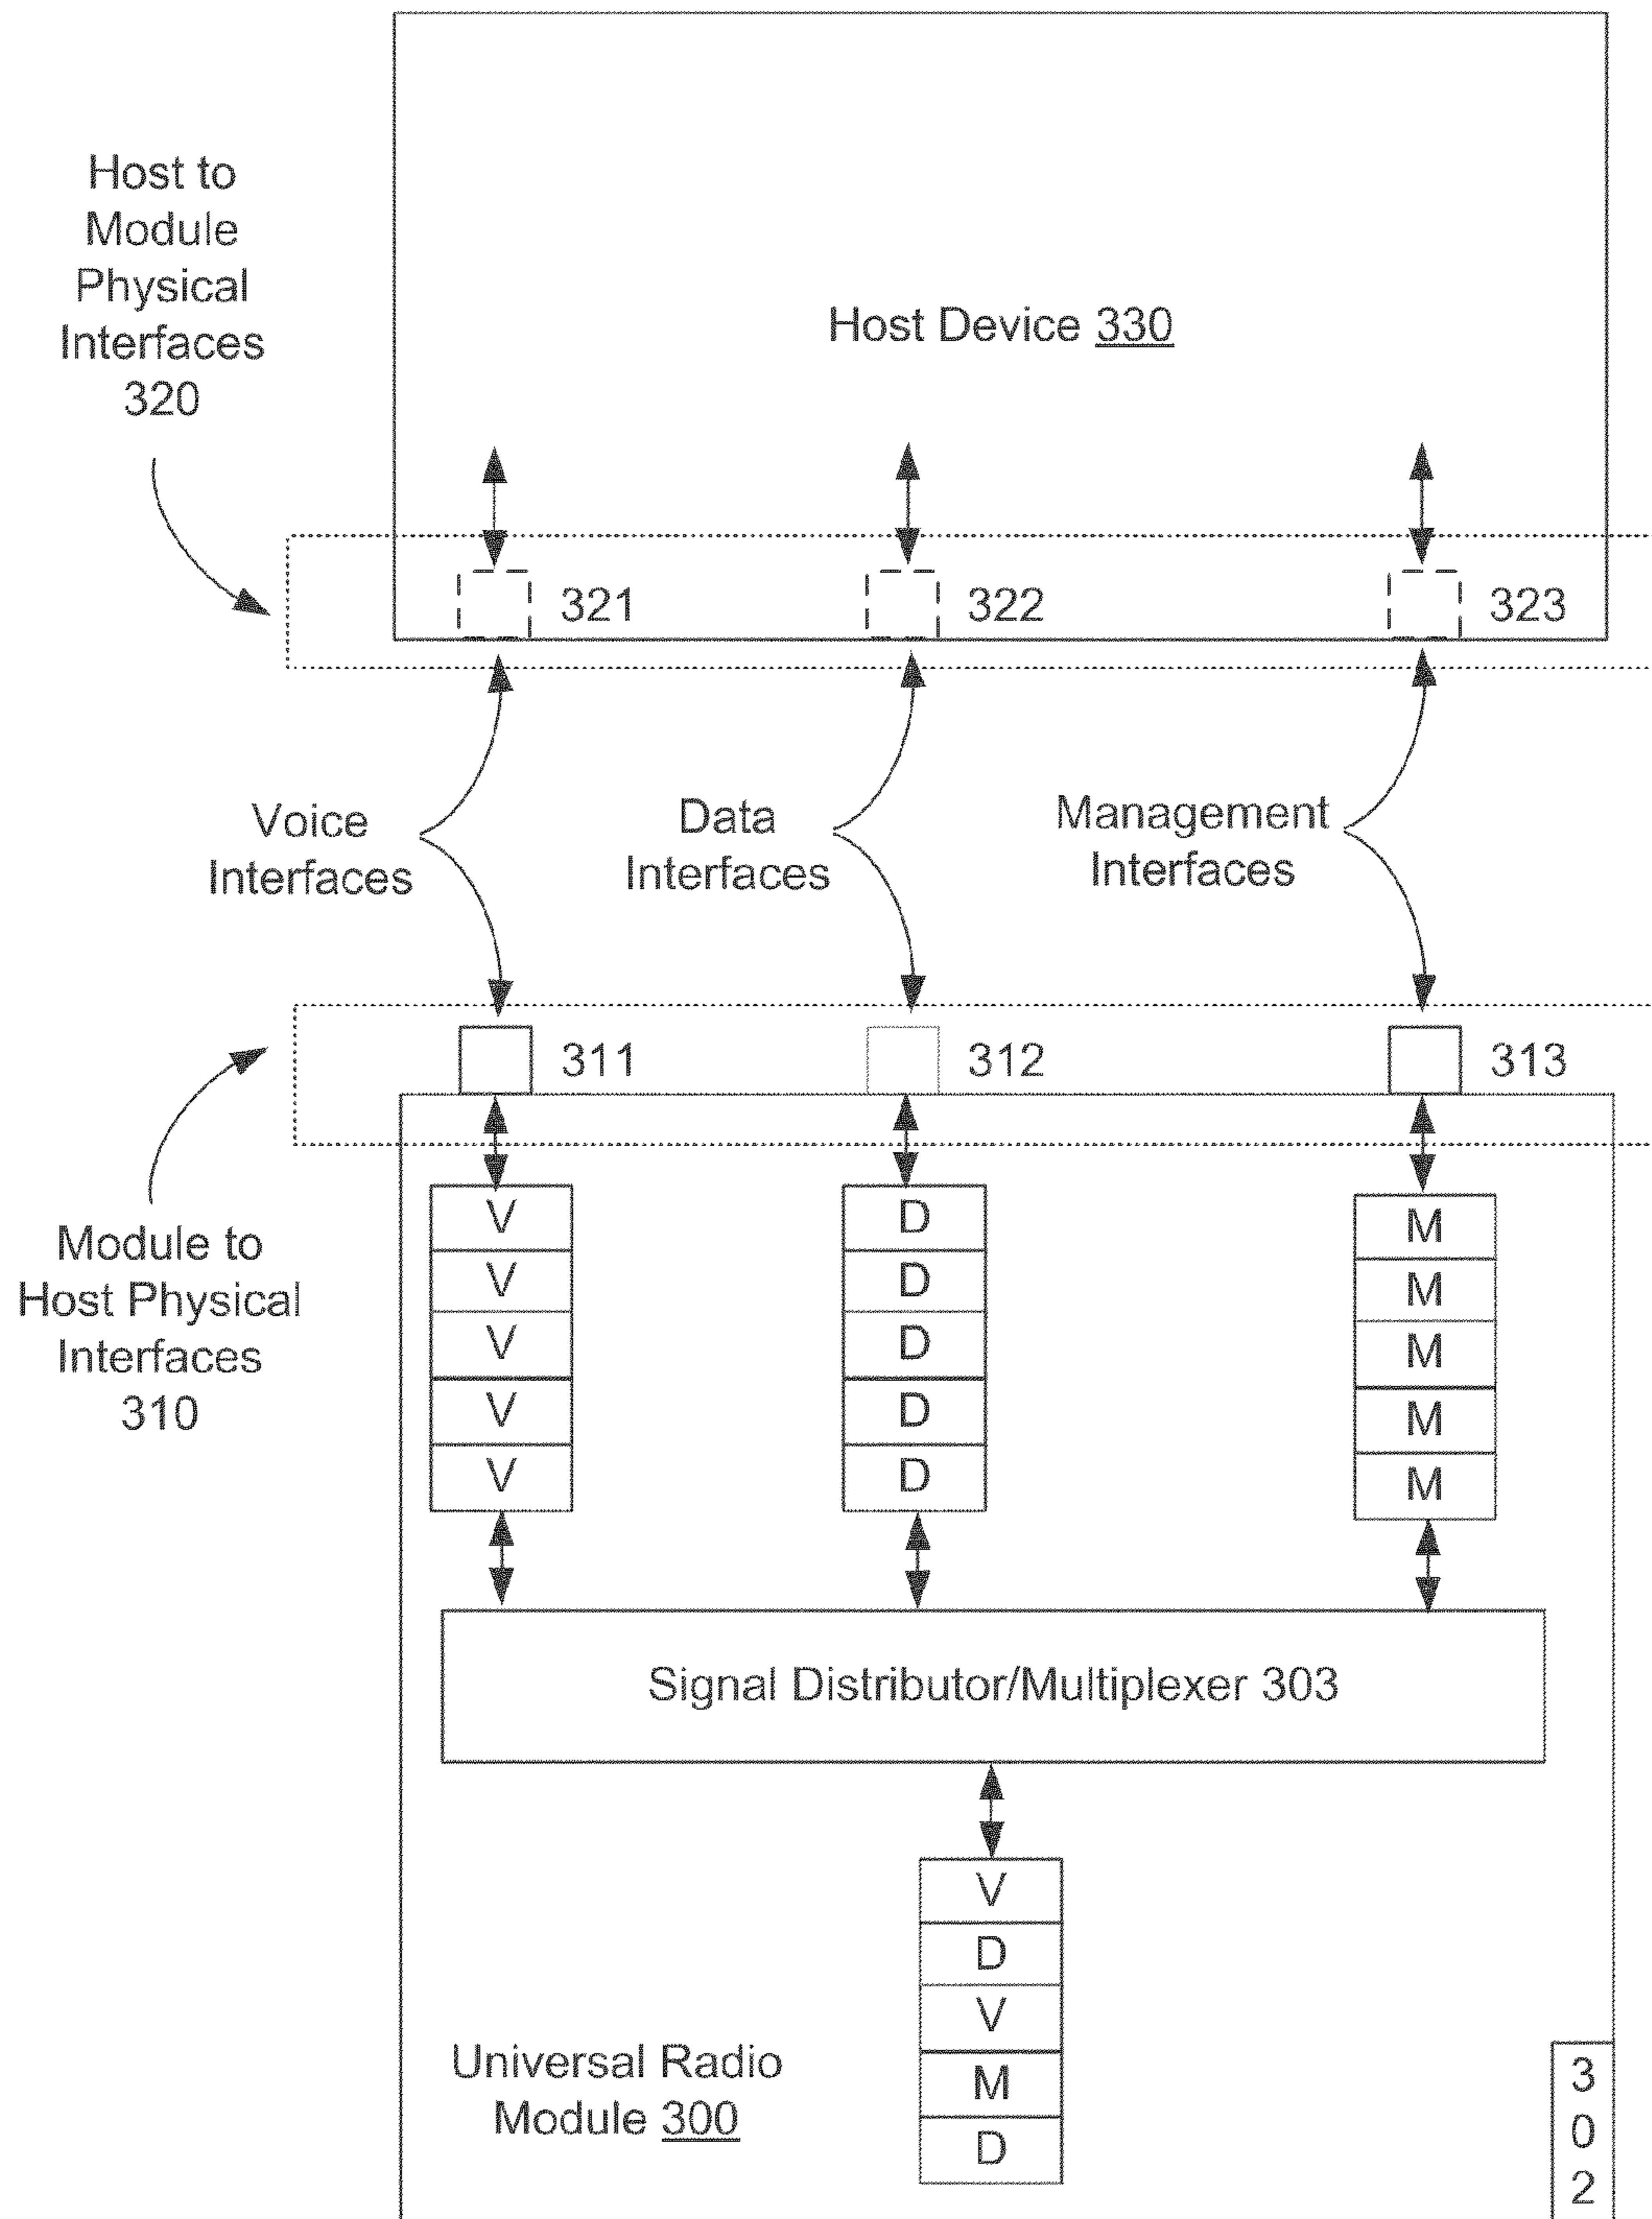 Host to
Module
Physical
Interfaces
320
Host Device 330
321
322
323
Voice
Interfaces
Data
Interfaces
Management
Interfaces
311
312
313
Module to
Host Physical
Interfaces
310
V
V
V
V
V
D
D
D
D
D
M
M
M
M
M
Signal Distributor/Multiplexer 303
V
D
V
M
D
Universal Radio
Module 300
3
0
2